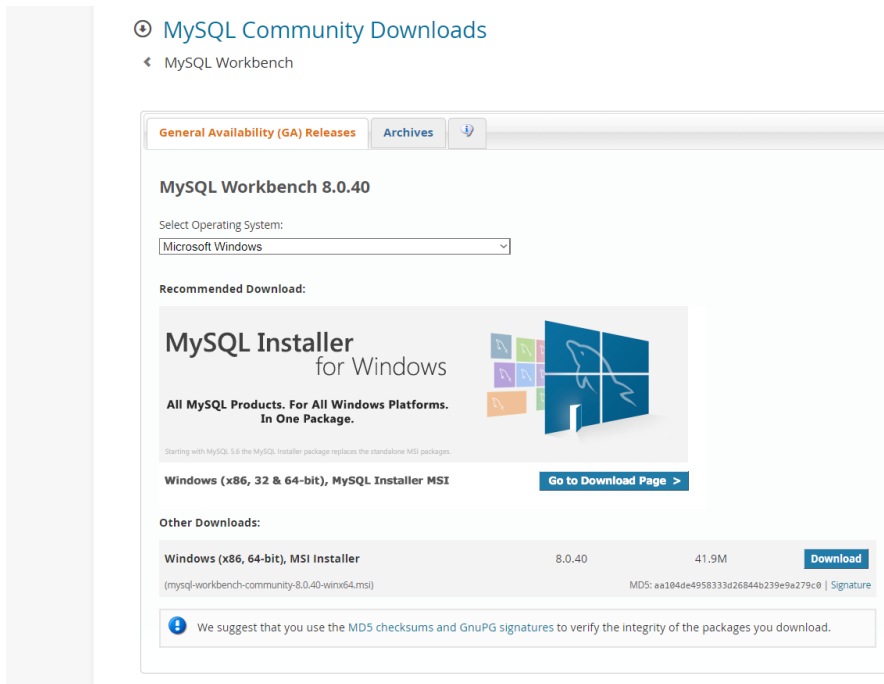 MySQL Community Downloads
MySQL Workbench
General Availability (GA) Releases Archives
MySQL Workbench 8.0.40
Select Operating System:
Microsoft Windows
Recommended Download:
MySQL Installer
for Windows
All MySQL Products. For All Windows Platforms.
In One Package.
Starting with MySQL 5.6 the MySQL Installer package replaces the standalone MSI packages.
Windows (x86, 32 & 64-bit), MySQL Installer MSI Go to Download Page >
Other Downloads:
Windows (x86, 64-bit), MSI Installer 8.0.40 41.9M Download
(mysql-workbench-community-8.0.40-winx64.msi) MD5: aa104de4958333d26844b239e9a279c0 | Signature
We suggest that you use the MD5 checksums and GnuPG signatures to verify the integrity of the packages you download.